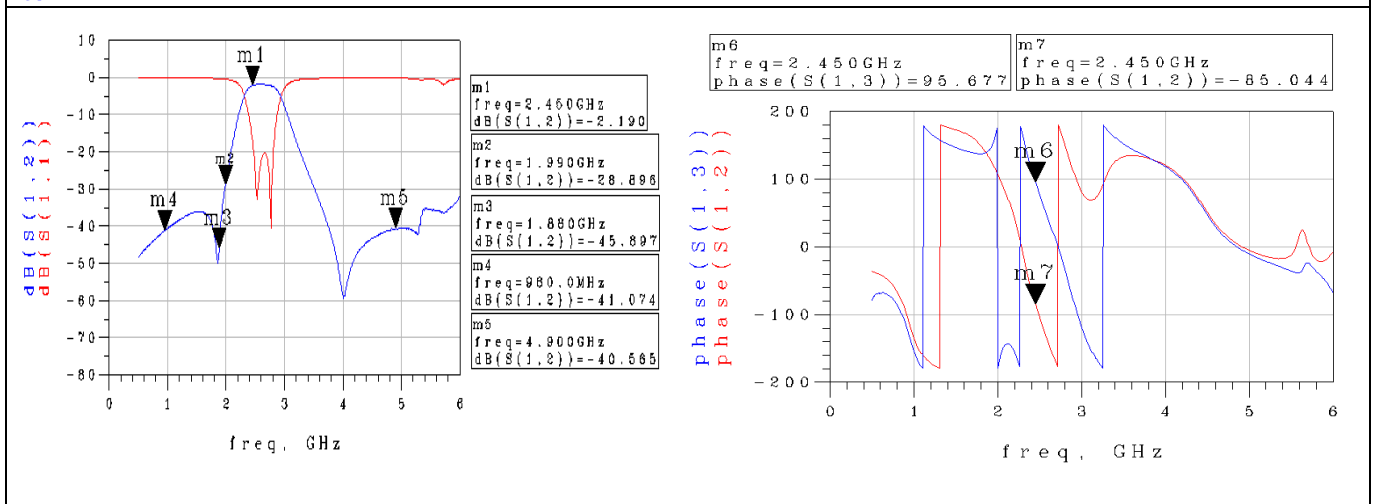 m1
freq=2.450GHz
dB(S(1,2))=-2.190
m2
freq=1.990GHz
dB(S(1,2))=-28.896
m3
freq=1.880GHz
dB(S(1,2))=-45.897
m4
freq=960.0MHz
dB(S(1,2))=-41.074
m5
freq=4.900GHz
dB(S(1,2))=-40.565
dB(S(1,2))
dB(S(1,1))
10
0
-10
-20
-30
-40
-50
-60
-70
-80
m1
m2
m3
m4
m5
0 1 2 3 4 5 6
freq, GHz
m6
freq=2.450GHz
phase(S(1,3))=95.677
m7
freq=2.450GHz
phase(S(1,2))=-85.044
phase(S(1,3))
phase(S(1,2))
200
100
0
-100
-200
m6
m7
0 1 2 3 4 5 6
freq, GHz